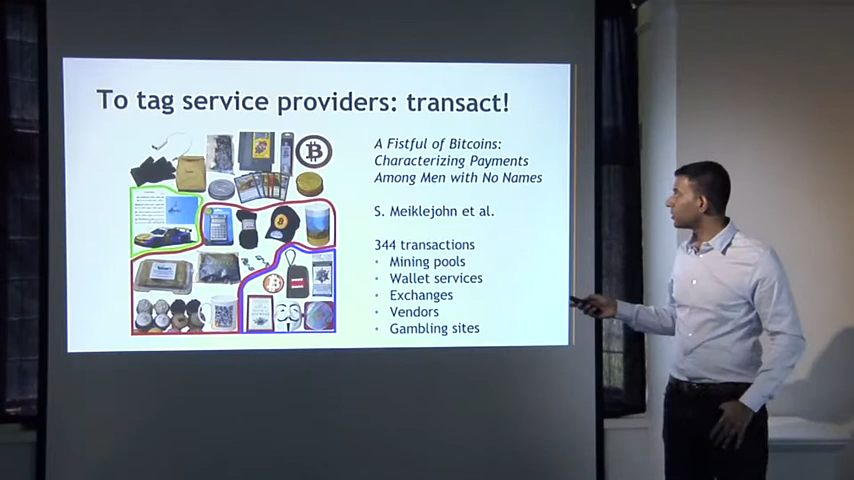 To tag service providers: transact!
A Fistful of Bitcoins:
Characterizing Payments
Among Men with No Names
S. Meiklejohn et al.
344 transactions
• Mining pools
• Wallet services
• Exchanges
• Vendors
• Gambling sites